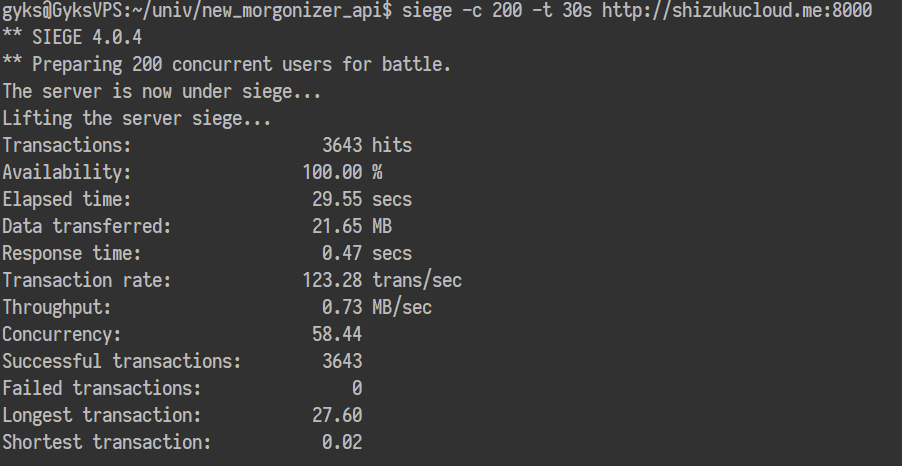 gyks@GyksVPS:~/univ/new_morgonizer_api$ siege -c 200 -t 30s http://shizukucloud.me:8000
** SIEGE 4.0.4
** Preparing 200 concurrent users for battle.
The server is now under siege...
Lifting the server siege...
Transactions: 3643 hits
Availability: 100.00 %
Elapsed time: 29.55 secs
Data transferred: 21.65 MB
Response time: 0.47 secs
Transaction rate: 123.28 trans/sec
Throughput: 0.73 MB/sec
Concurrency: 58.44
Successful transactions: 3643
Failed transactions: 0
Longest transaction: 27.60
Shortest transaction: 0.02